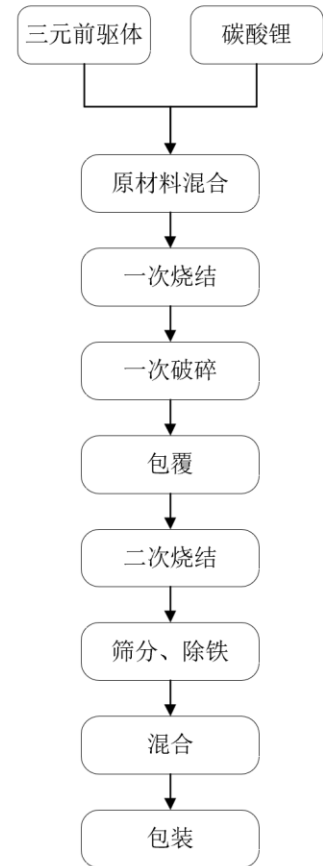 三元前驱体
碳酸锂
原材料混合
一次烧结
一次破碎
包覆
二次烧结
筛分、除铁
混合
包装